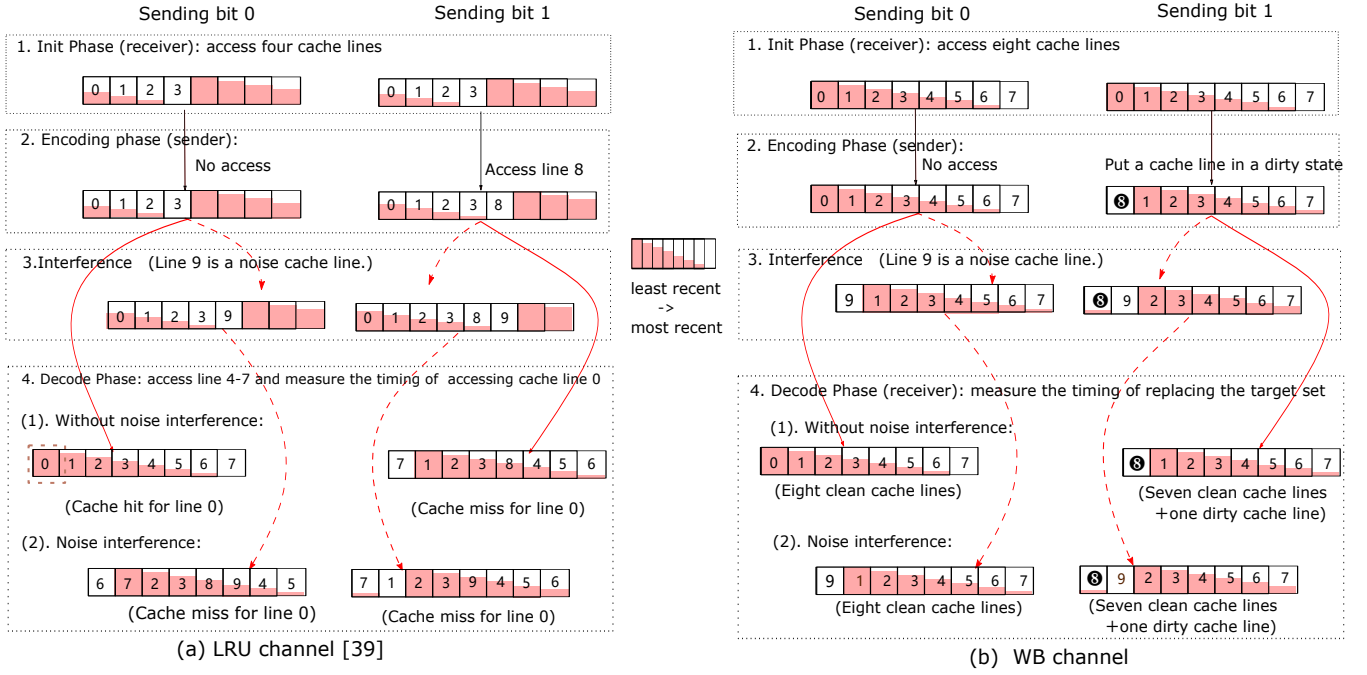 Sending bit 0
Sending bit 1
1. Init Phase (receiver): access four cache lines
0 1 2 3
0 1 2 3
2. Encoding phase (sender):
No access
Access line 8
0 1 2 3
0 1 2 3 8
3.Interference (Line 9 is a noise cache line.)
0 1 2 3 9
0 1 2 3 8 9
4. Decode Phase: access line 4-7 and measure the timing of accessing cache line 0
(1). Without noise interference:
0 1 2 3 4 5 6 7
7 1 2 3 8 4 5 6
(Cache hit for line 0)
(Cache miss for line 0)
(2). Noise interference:
6 7 2 3 8 9 4 5
7 1 2 3 9 4 5 6
(Cache miss for line 0)
(Cache miss for line 0)
(a) LRU channel [39]
least recent
->
most recent
Sending bit 0
Sending bit 1
1. Init Phase (receiver): access eight cache lines
0 1 2 3 4 5 6 7
0 1 2 3 4 5 6 7
2. Encoding Phase (sender):
No access
Put a cache line in a dirty state
0 1 2 3 4 5 6 7
❽ 1 2 3 4 5 6 7
3. Interference (Line 9 is a noise cache line.)
9 1 2 3 4 5 6 7
❽ 9 2 3 4 5 6 7
4. Decode Phase (receiver): measure the timing of replacing the target set
(1). Without noise interference:
0 1 2 3 4 5 6 7
❽ 1 2 3 4 5 6 7
(Eight clean cache lines)
(Seven clean cache lines
+one dirty cache line)
(2). Noise interference:
9 1 2 3 4 5 6 7
❽ 9 2 3 4 5 6 7
(Eight clean cache lines)
(Seven clean cache lines
+one dirty cache line)
(b) WB channel